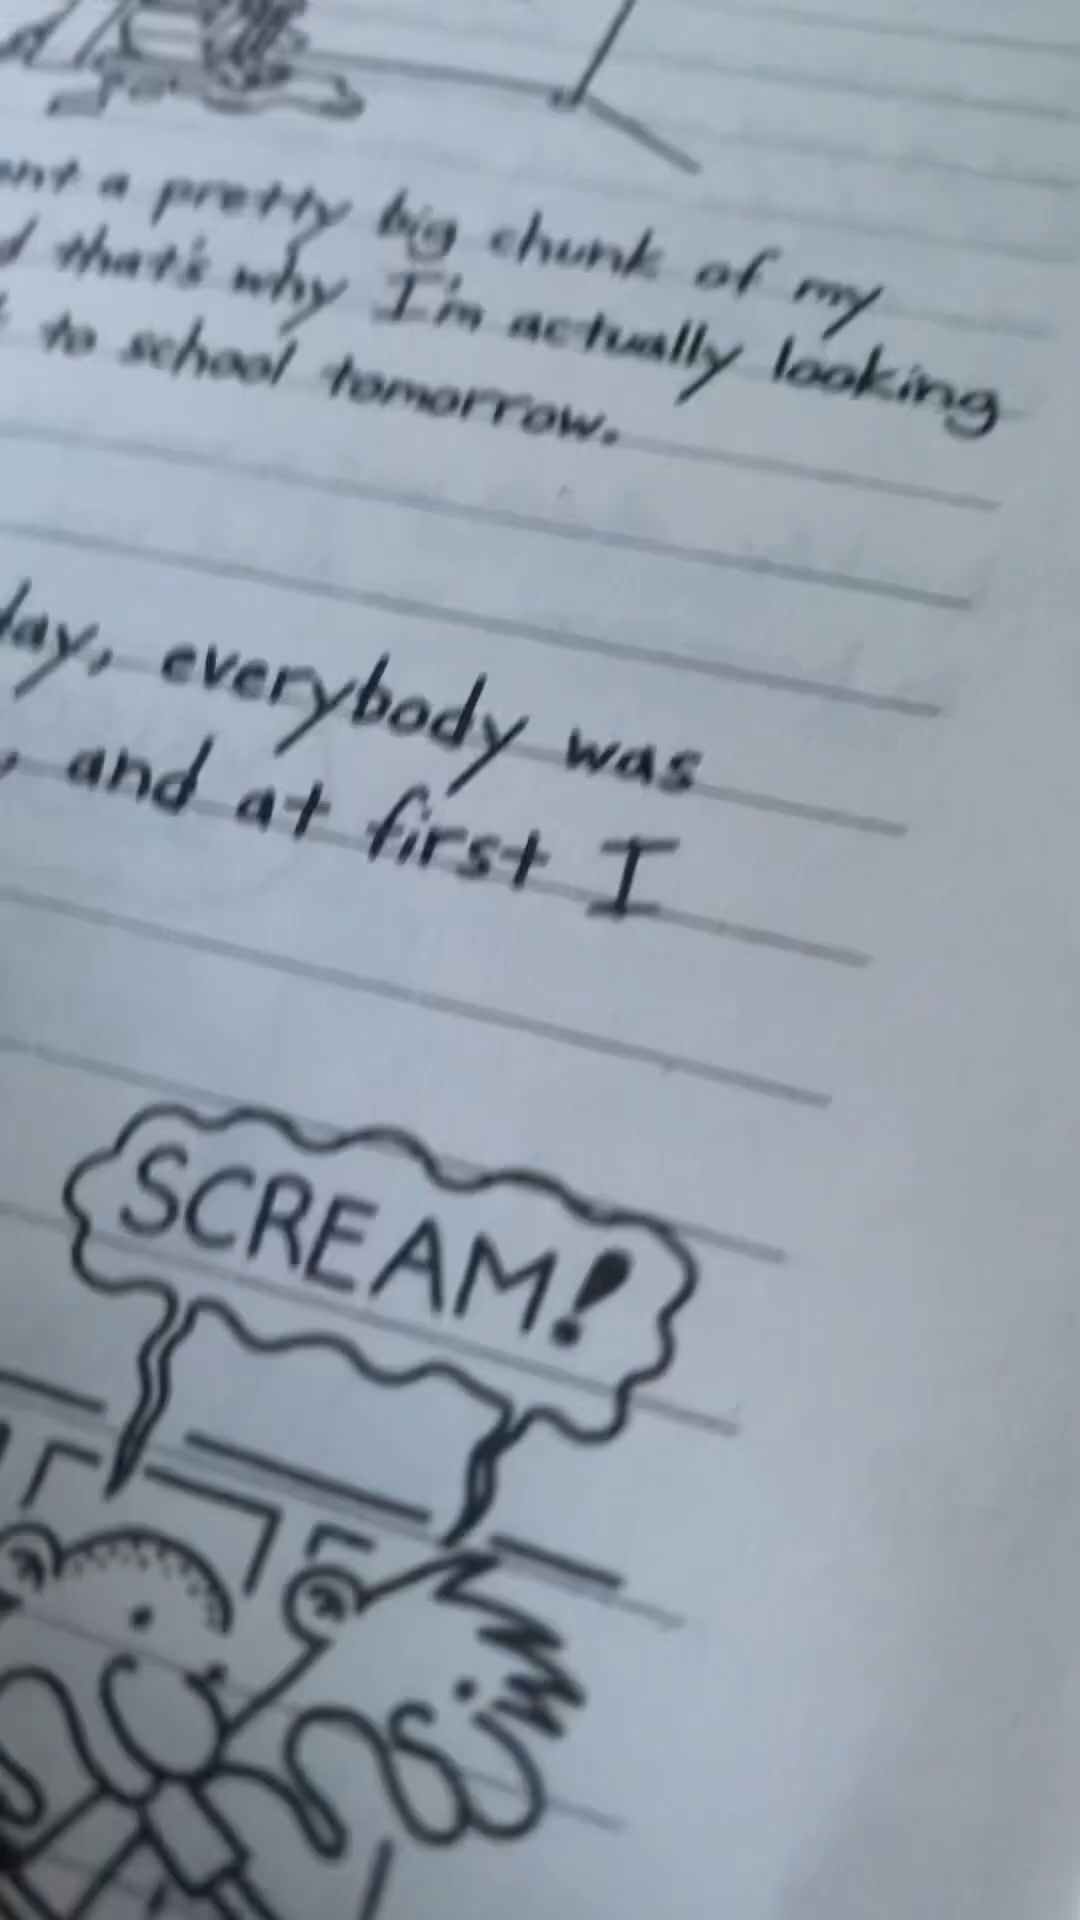 a pretty big chunk of my
that's why I'm actually looking
to school tomorrow.
everybody was
and at first I
SCREAM!